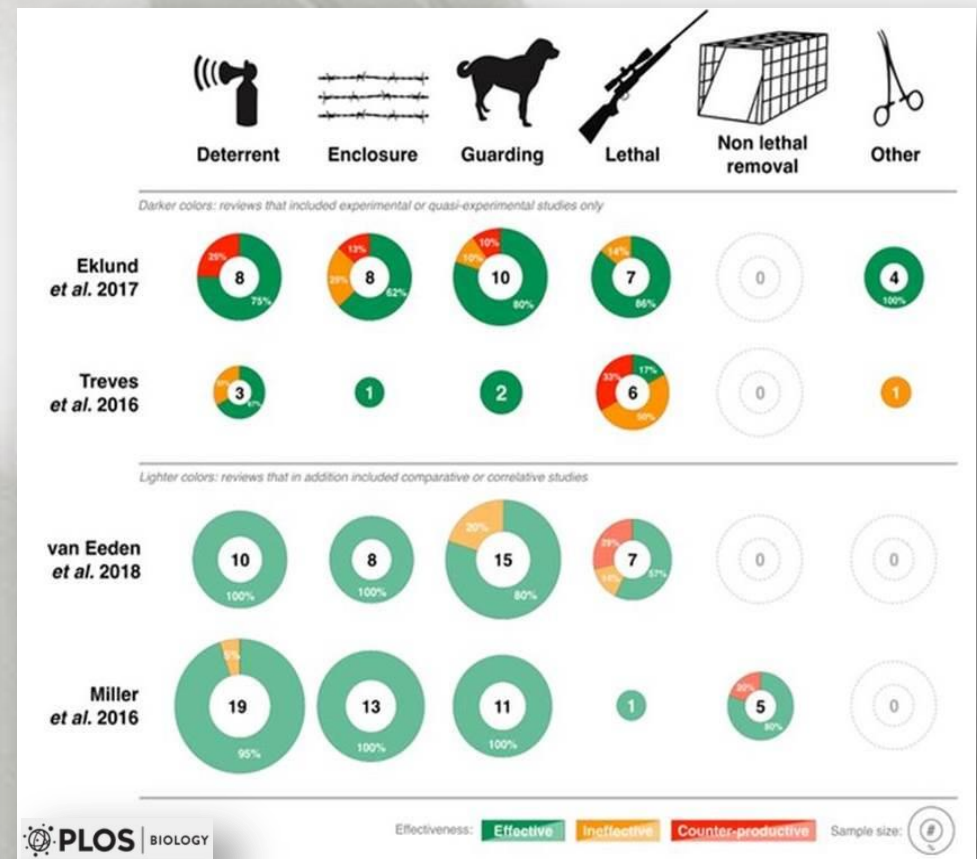 Deterrent
Enclosure
Guarding
Lethal
Non lethal
removal
Other
Darker colors: reviews that included experimental or quasi-experimental studies only
Eklund
et al. 2017
25%
8
75%
13%
25%
8
62%
10%
10%
10
80%
14%
7
86%
0
4
100%
Treves
et al. 2016
3
67%
1
2
33%
17%
6
50%
0
1
Lighter colors: reviews that in addition included comparative or correlative studies
van Eeden
et al. 2018
10
100%
8
100%
20%
15
80%
29%
14%
7
57%
0
0
Miller
et al. 2016
5%
19
95%
13
100%
11
100%
1
20%
5
80%
0
PLOS BIOLOGY
Effectiveness: Effective Ineffective Counter-productive Sample size: #
%